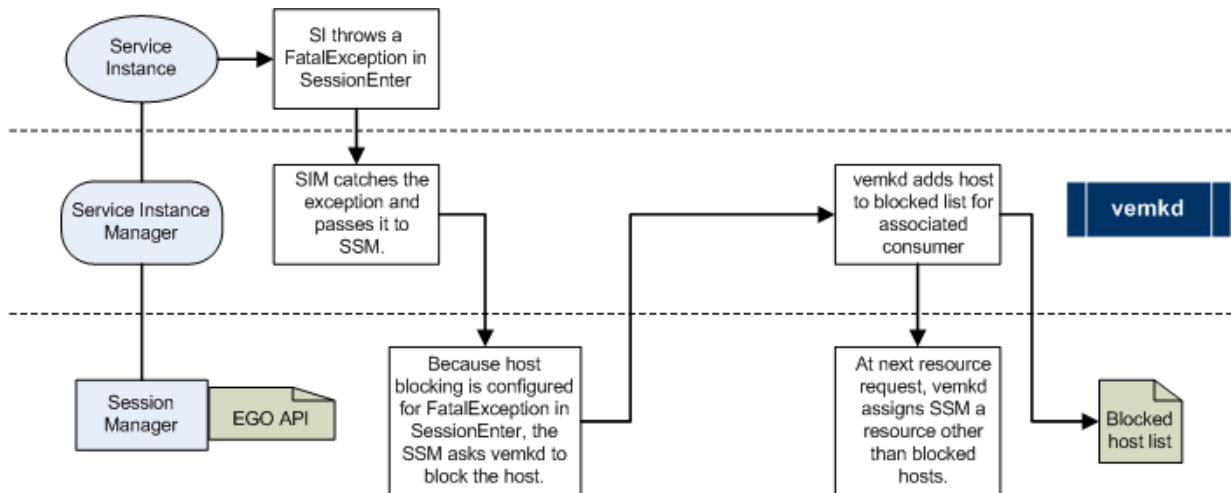 Service
Instance
SI throws a
FatalException in
SessionEnter
Service Instance
Manager
SIM catches the
exception and
passes it to
SSM.
vemkd adds host
to blocked list for
associated
consumer
vemkd
Session
Manager
EGO API
Because host
blocking is configured
for FatalException in
SessionEnter, the
SSM asks vemkd to
block the host.
At next resource
request, vemkd
assigns SSM a
resource other
than blocked
hosts.
Blocked
host list